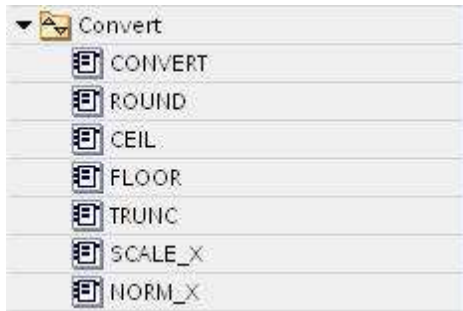 Convert
CONVERT
ROUND
CEIL
FLOOR
TRUNC
SCALE_X
NORM_X